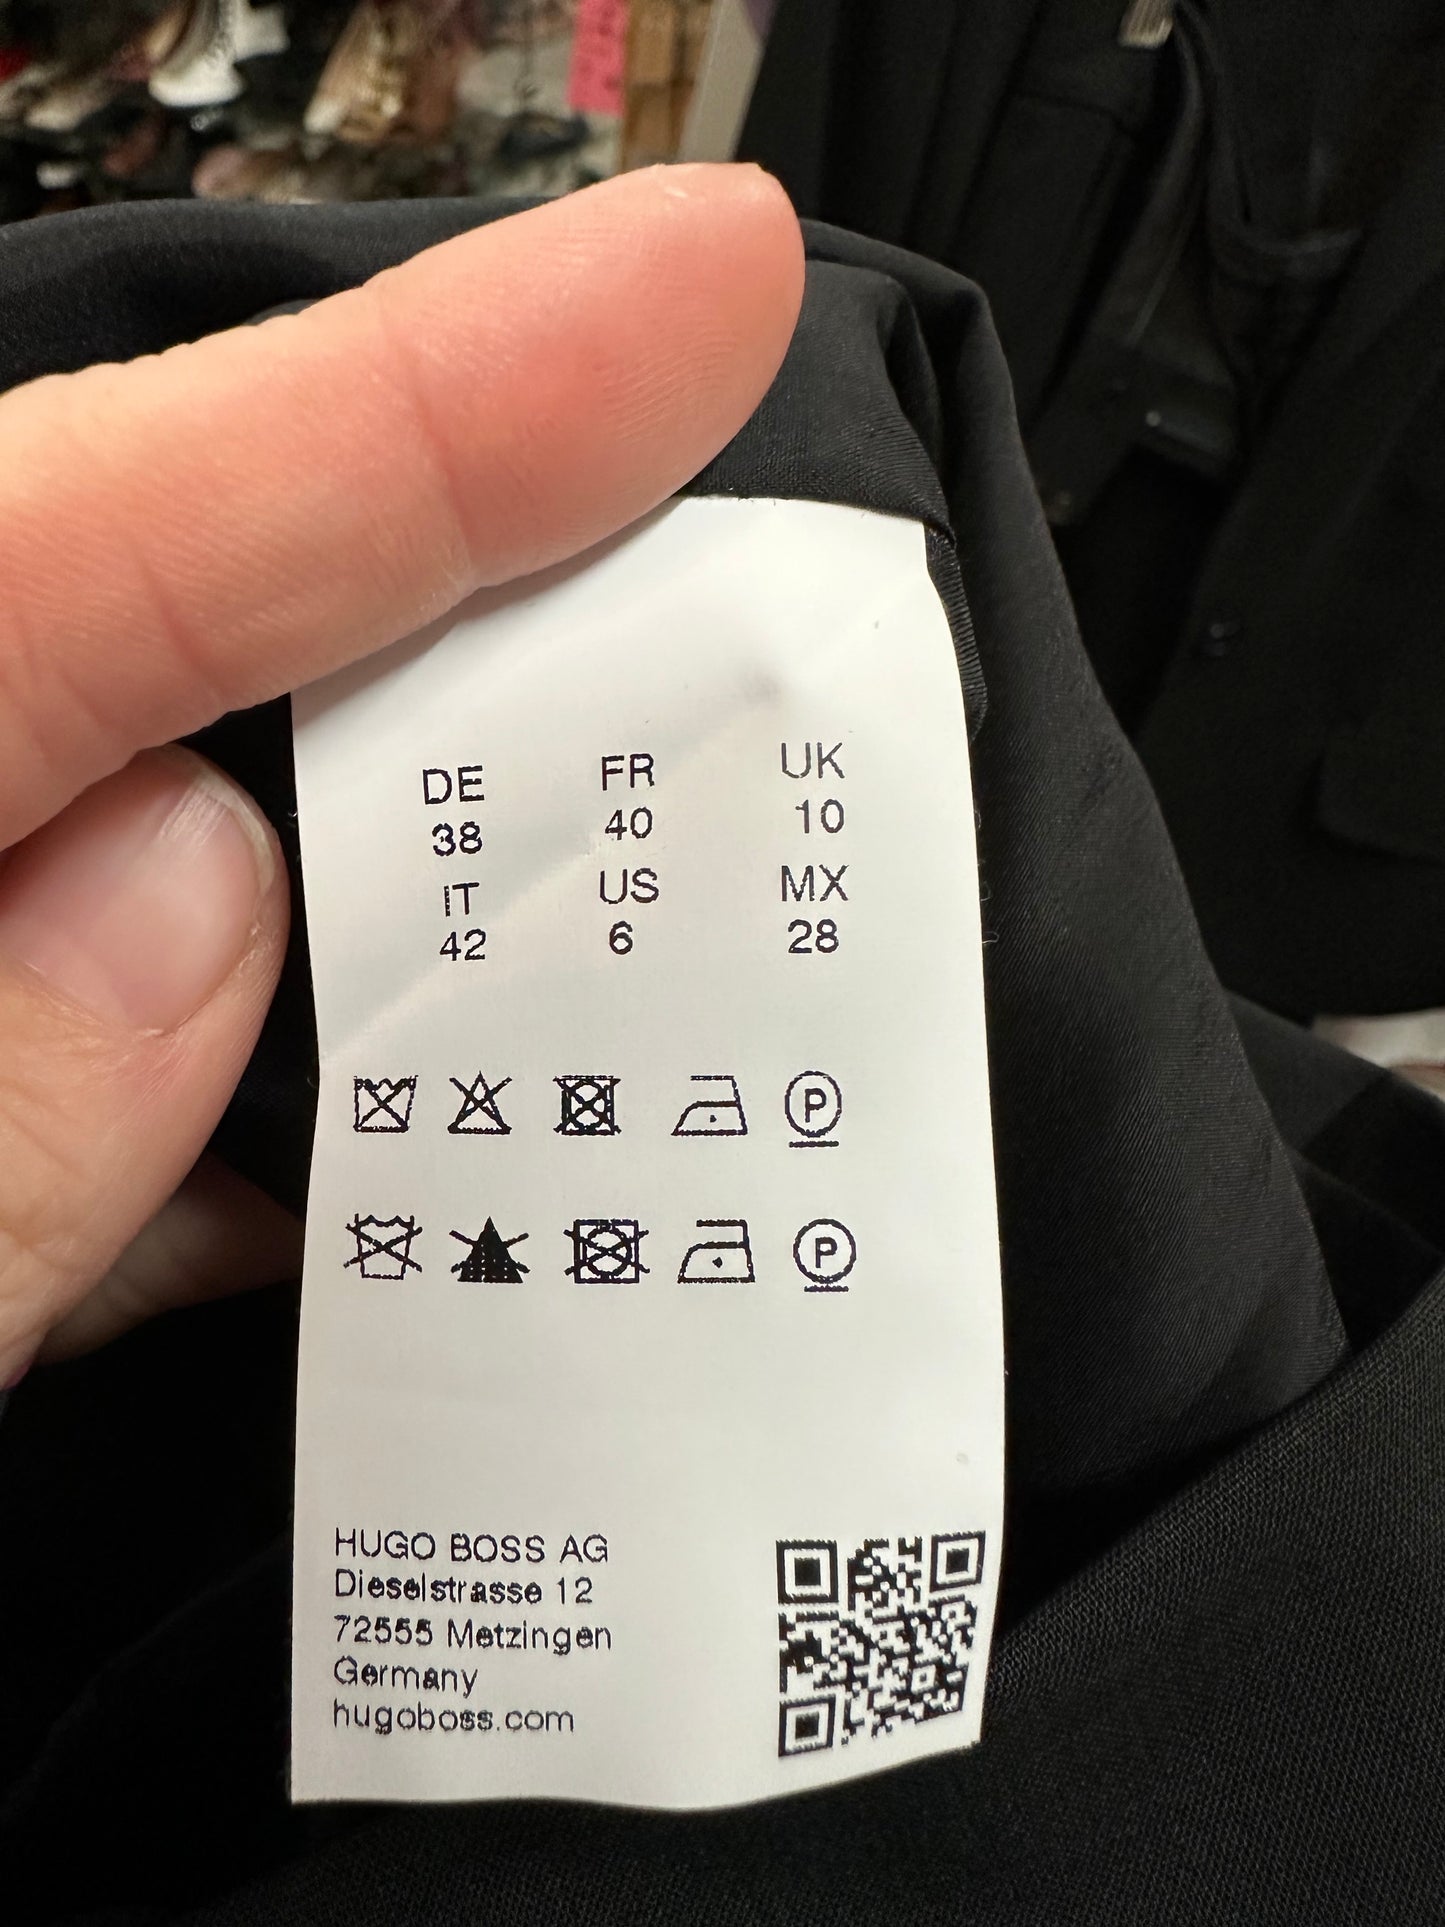 DE FR UK
38 40 10
IT US MX
42 6 28
P
P
HUGO BOSS AG
Dieselstrasse 12
72555 Metzingen
Germany
hugoboss.com